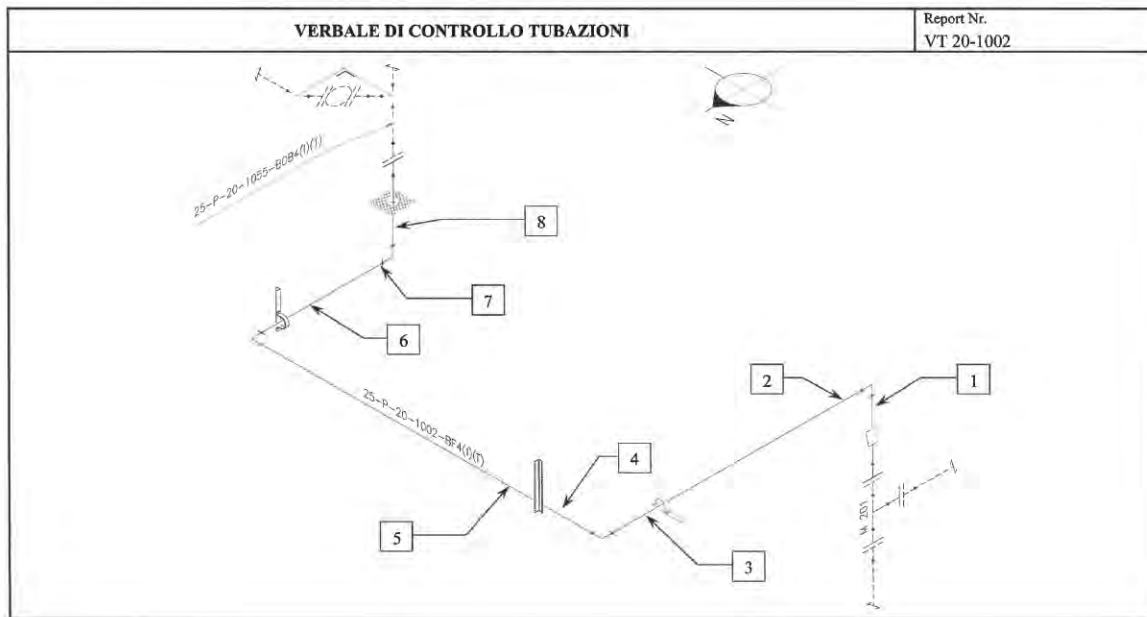 VERBALE DI CONTROLLO TUBAZIONI
Report Nr.
VT 20-1002
N
25-P-20-1055-B0B4(I)(T)
8
7
6
2
1
25-P-20-1002-BF4(I)(T)
4
M 201
5
3